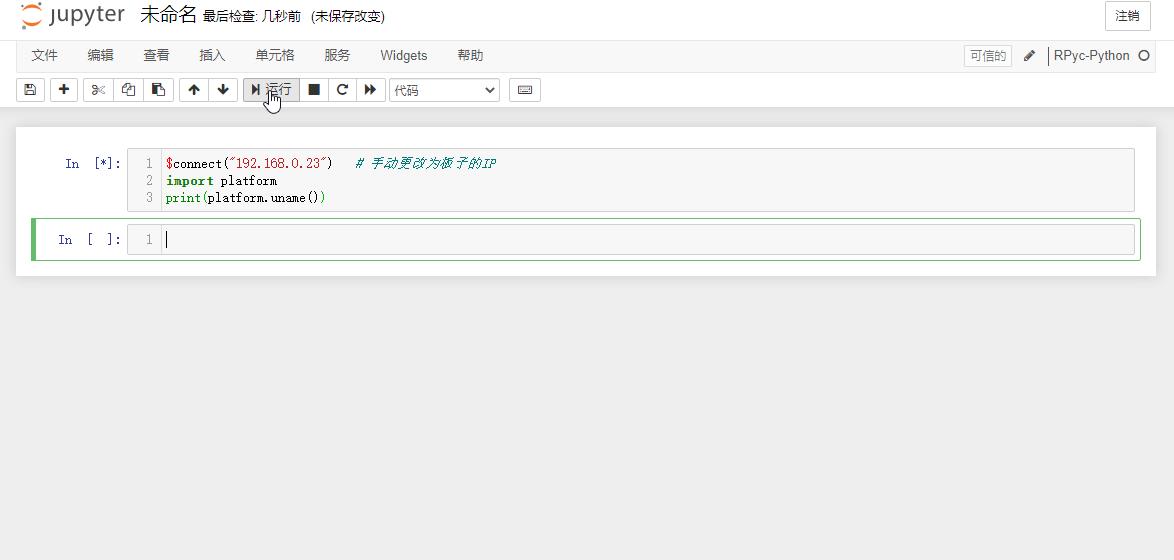 jupyter 未命名 最后检查: 几秒前 (未保存改变) 注销
文件 编辑 查看 插入 单元格 服务 Widgets 帮助 可信的 RPyc-Python
运行 代码
In [*]: 1 $connect("192.168.0.23") # 手动更改为板子的IP
2 import platform
3 print(platform.uname())
In [ ]: 1